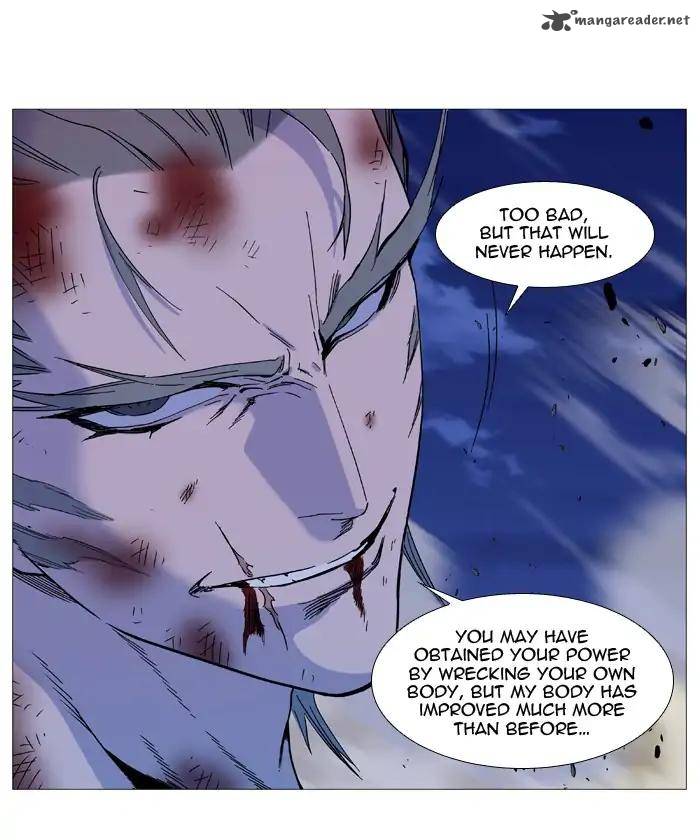 mangareader.net
TOO BAD,
BUT THAT WILL
NEVER HAPPEN.
YOU MAY HAVE
OBTAINED YOUR POWER
BY WRECKING YOUR OWN
BODY, BUT MY BODY HAS
IMPROVED MUCH MORE
THAN BEFORE...